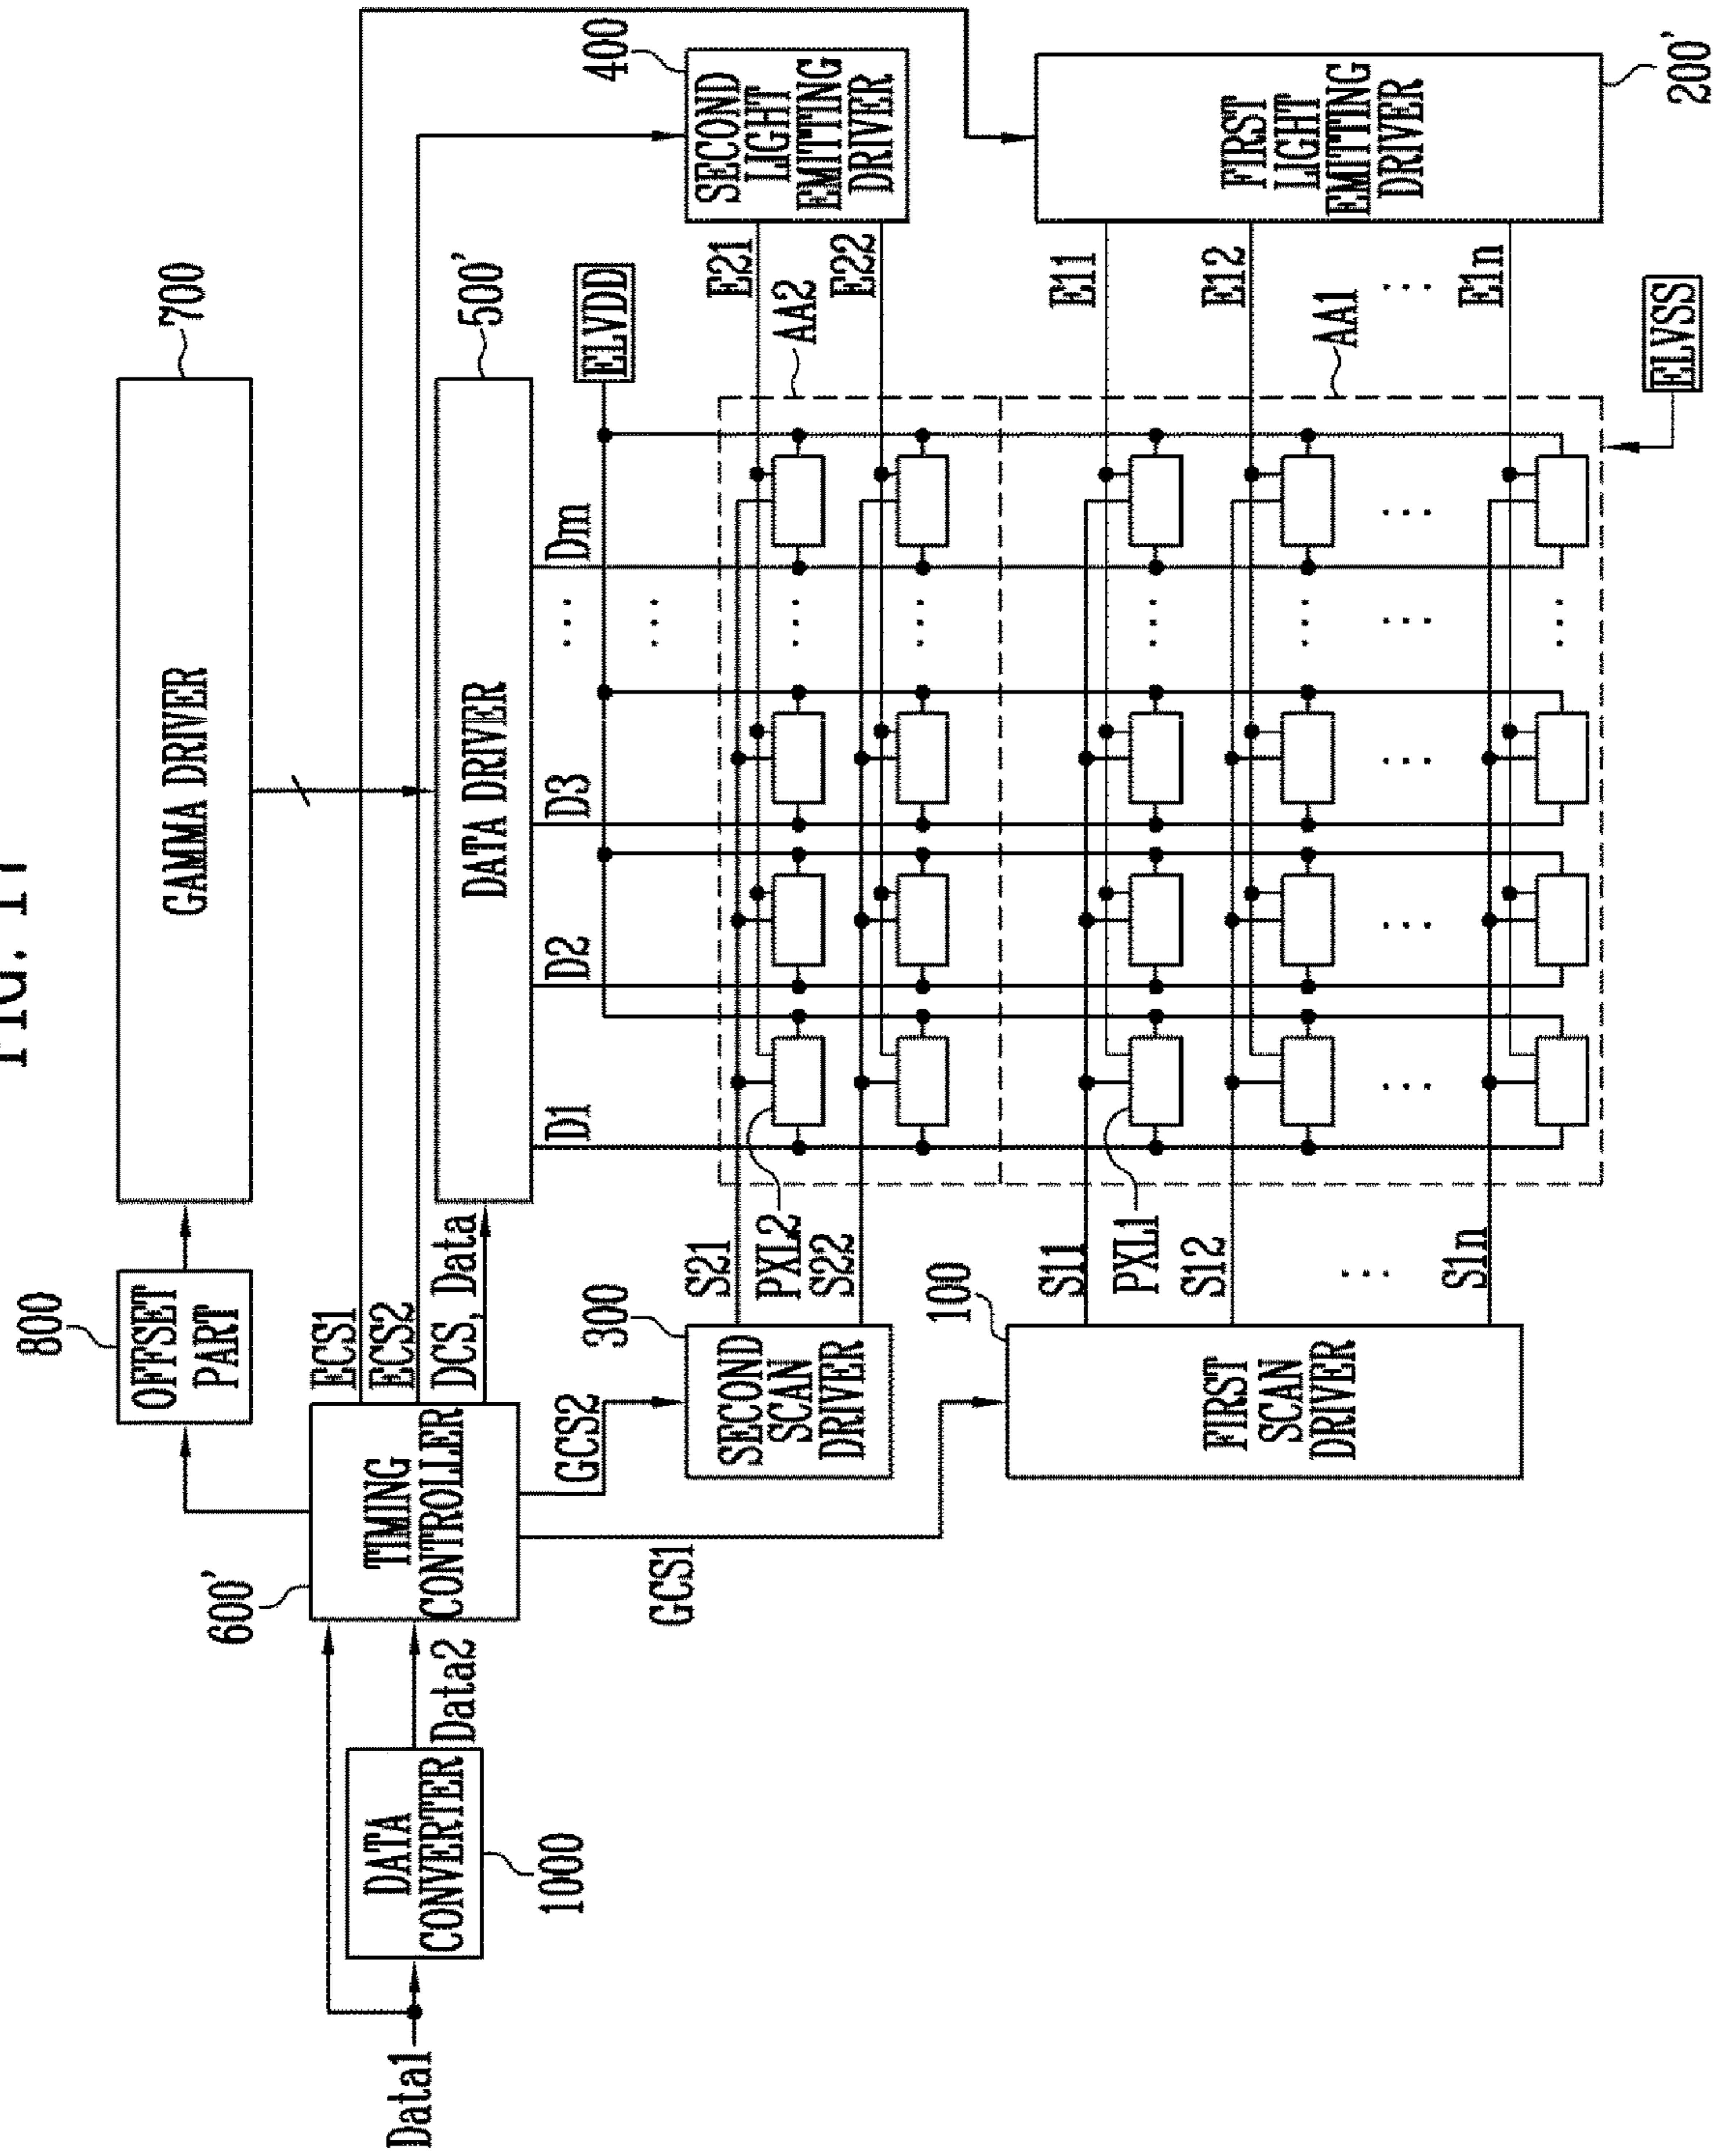 FIG.
800
700
OFFSET
PART
GAMMA DRIVER
600'
ECS1
ECS2
DCS, Data
500'
Data1
DATA
CONVERTER
1000
Data2
TIMING
CONTROLLER
DATA DRIVER
GCS2
GCS1
D1
D2
D3
...
Dm
ELVDD
...
400
300
SECOND
SCAN
DRIVER
S21
PXL2
S22
...
...
E21
AA2
E22
SECOND
LIGHT
EMITTING
DRIVER
100
FIRST
SCAN
DRIVER
S11
PXL1
S12
...
S1n
...
...
...
...
...
...
...
...
E11
E12
AA1
...
E1n
FIRST
LIGHT
EMITTING
DRIVER
200'
ELVSS